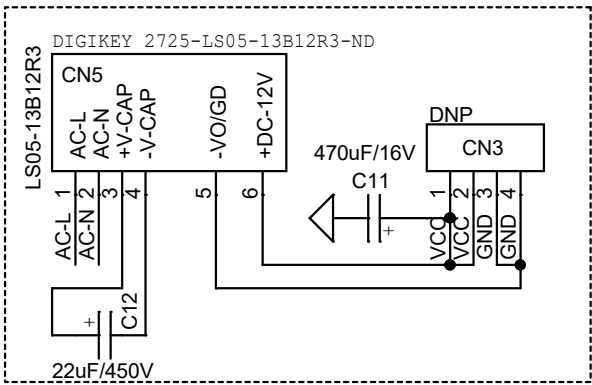 DIGIKEY 2725-LS05-13B12R3-ND
LS05-13B12R3
CN5
AC-L
AC-N
+V-CAP
-V-CAP
-VO/GD
+DC-12V
1
2
3
4
5
6
AC-L
AC-N
+
C12
22uF/450V
470uF/16V
C11
+
DNP
CN3
1
2
3
4
VCC
VCC
GND
GND